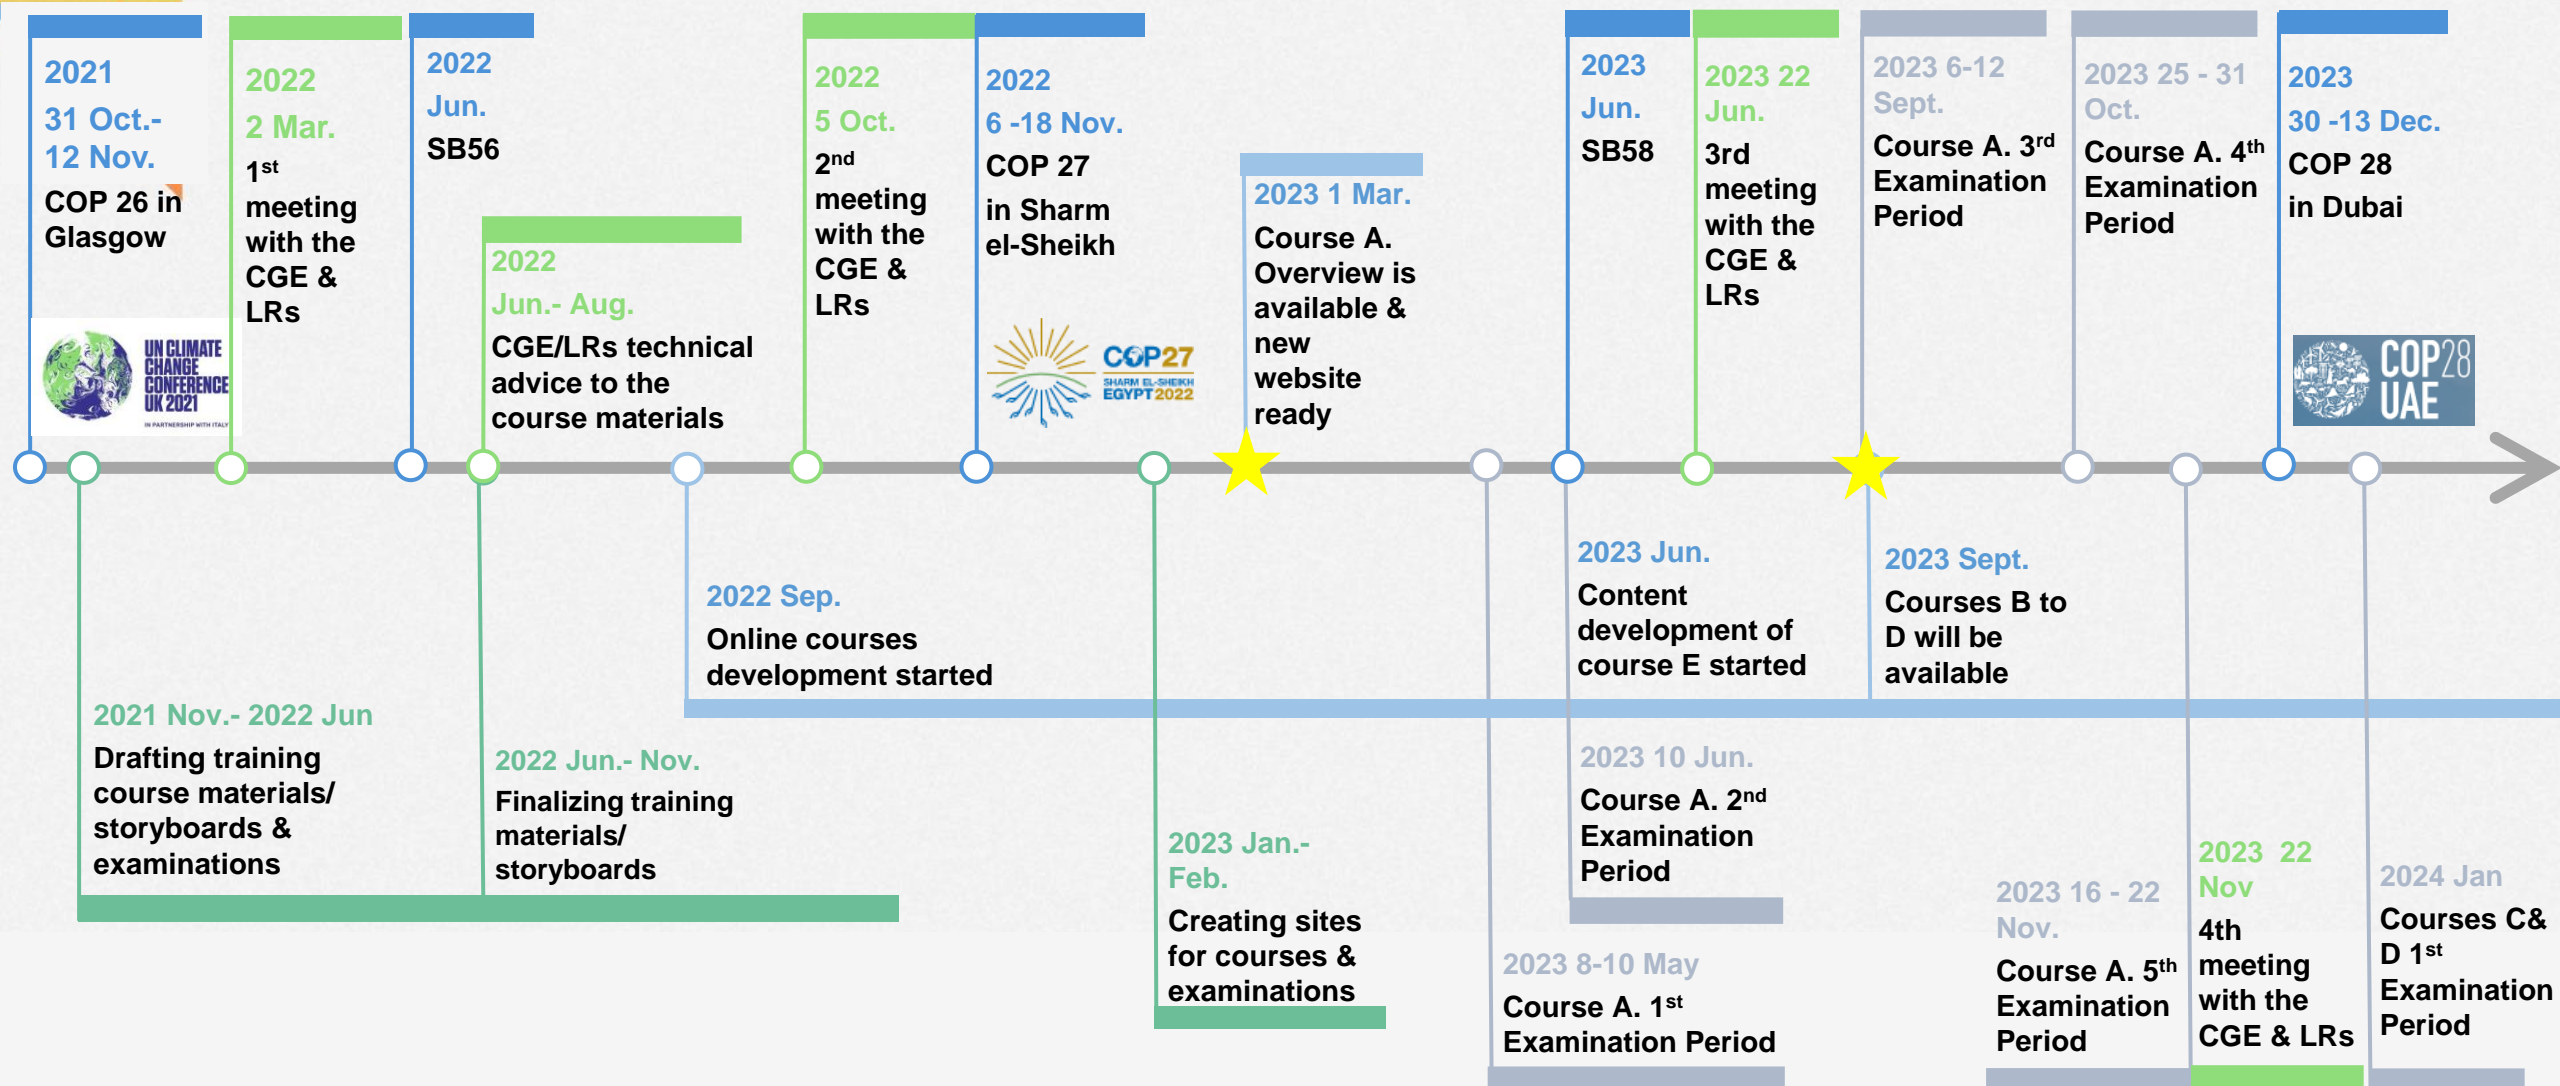 2021
31 Oct.-
12 Nov.
COP 26 in
Glasgow
UN CLIMATE
CHANGE
CONFERENCE
UK 2021
IN PARTNERSHIP WITH ITALY
2022
2 Mar.
1st
meeting
with the
CGE &
LRs
2022
Jun.
SB56
2022
Jun.- Aug.
CGE/LRs technical
advice to the
course materials
2022
5 Oct.
2nd
meeting
with the
CGE &
LRs
2022
6 -18 Nov.
COP 27
in Sharm
el-Sheikh
COP27
SHARM EL-SHEIKH
EGYPT2022
2023 1 Mar.
Course A.
Overview is
available &
new
website
ready
2023
Jun.
SB58
2023 22
Jun.
3rd
meeting
with the
CGE &
LRs
2023 6-12
Sept.
Course A. 3rd
Examination
Period
2023 25 - 31
Oct.
Course A. 4th
Examination
Period
2023
30 -13 Dec.
COP 28
in Dubai
COP28
UAE
2021 Nov.- 2022 Jun
Drafting training
course materials/
storyboards &
examinations
2022 Jun.- Nov.
Finalizing training
materials/
storyboards
2022 Sep.
Online courses
development started
2023 Jan.-
Feb.
Creating sites
for courses &
examinations
2023 8-10 May
Course A. 1st
Examination Period
2023 Jun.
Content
development of
course E started
2023 10 Jun.
Course A. 2nd
Examination
Period
2023 Sept.
Courses B to
D will be
available
2023 16 - 22
Nov.
Course A. 5th
Examination
Period
2023  22
Nov
4th
meeting
with the
CGE & LRs
2024 Jan
Courses C&
D 1st
Examination
Period